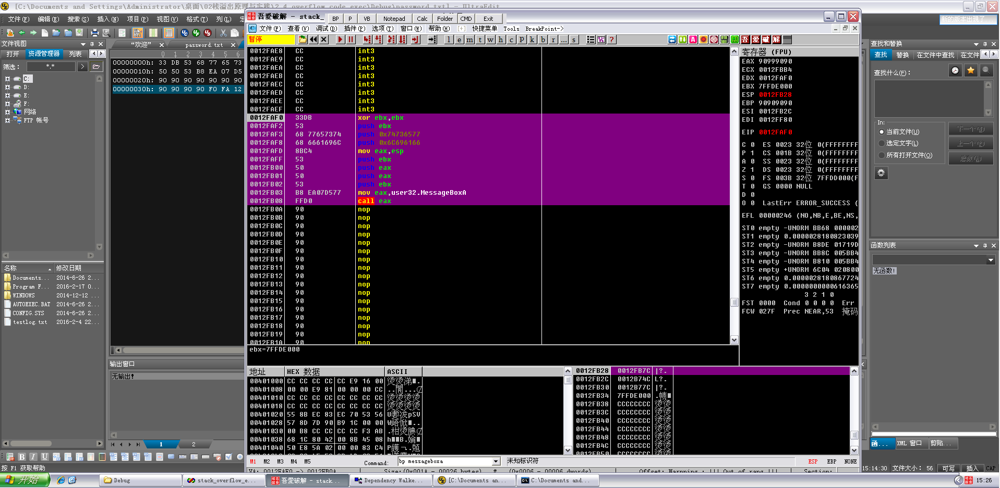 [C:\Documents and Settings\Administrator\桌面\02栈溢出原理与实践\2_4_overflow_code_exec\Debug\password.txt] - UltraEdit
文件(F) 编辑(E) 搜索(S) 插入(N) 项目(P) 视图(V) 格式(T) 列(L)
新的版本出現了...
文件视图
打开 资源管理器 列表
筛选： *.*
C:
D:
E:
F:
网络
FTP 帐号
名称 修改日期
Documents... 2014-6-26 2...
Program F... 2016-2-17 0...
WINDOWS 2014-12-12 ...
AUTOEXEC.BAT 2014-6-26 2...
CONFIG.SYS 2014-6-26 2...
testlog.txt 2016-2-4 22...
“欢迎” password.txt
0 1 2 3 4 5 6
00000000h: 33 DB 53 68 77 65 73
00000010h: 50 50 53 B8 EA 07 D5
00000020h: 90 90 90 90 90 90 90
00000030h: 90 90 90 90 F0 FA 12
输出窗口
无输出!
1 2
按 F1 获取帮助
吾爱破解 - stack_
BP P VB Notepad Calc Folder CMD Exit
文件(F) 查看(V) 调试(D) 插件(P) 选项(T) 窗口(W) 帮助(H) [+] 快捷菜单 Tools BreakPoint->
暂停
l e m t w h c p k b r ... s
吾 爱 破 解
0012FAE8 CC int3
0012FAE9 CC int3
0012FAEA CC int3
0012FAEB CC int3
0012FAEC CC int3
0012FAED CC int3
0012FAEE CC int3
0012FAEF CC int3
0012FAF0 33DB xor ebx,ebx
0012FAF2 53 push ebx
0012FAF3 68 77657374 push 0x74736577
0012FAF8 68 6661696C push 0x6C696166
0012FAFD 8BC4 mov eax,esp
0012FAFF 53 push ebx
0012FB00 50 push eax
0012FB01 50 push eax
0012FB02 53 push ebx
0012FB03 B8 EA07D577 mov eax,user32.MessageBoxA
0012FB08 FFD0 call eax
0012FB0A 90 nop
0012FB0B 90 nop
0012FB0C 90 nop
0012FB0D 90 nop
0012FB0E 90 nop
0012FB0F 90 nop
0012FB10 90 nop
0012FB11 90 nop
0012FB12 90 nop
0012FB13 90 nop
0012FB14 90 nop
0012FB15 90 nop
0012FB16 90 nop
0012FB17 90 nop
0012FB18 90 nop
0012FB19 90 nop
0012FB1A 90 nop
ebx=7FFDE000
寄存器 (FPU)
EAX 90999090
ECX 0012FBB4
EDX 0012FAF0
EBX 7FFDE000
ESP 0012FB28
EBP 90909090
ESI 0012FB2C
EDI 0012FF80
EIP 0012FAF0
C 0 ES 0023 32位 0(FFFFFFFF
P 1 CS 001B 32位 0(FFFFFFFF
A 0 SS 0023 32位 0(FFFFFFFF
Z 1 DS 0023 32位 0(FFFFFFFF
S 0 FS 003B 32位 7FFDD000(F
T 0 GS 0000 NULL
D 0
O 0 LastErr ERROR_SUCCESS (
EFL 00000246 (NO,NB,E,BE,NS,
ST0 empty -UNORM BB68 000002
ST1 empty 0.0000028180823039
ST2 empty -UNORM B8DE 01719D
ST3 empty -UNORM BB8C 005BB4
ST4 empty -UNORM B810 005BB4
ST5 empty +UNORM 6C04 020800
ST6 empty 0.0000028180867724
ST7 empty 0.0000000000616365
3 2 1 0
FST 0000 Cond 0 0 0 0 Err
FCW 027F Prec NEAR,53 掩码
地址 HEX 数据 ASCII
00401000 CC CC CC CC CC E9 16 00
00401008 00 00 E9 81 00 00 00 CC
00401010 CC CC CC CC CC CC CC CC 烫烫烫烫
00401018 CC CC CC CC CC CC CC CC 烫烫烫烫
00401020 55 8B EC 83 EC 70 53 56
00401028 57 8D 7D 90 B9 1C 00 00
00401030 00 B8 CC CC CC CC F3 AB
00401038 68 1C 80 42 00 8B 45 08
00401040 50 E8 5A 02 00 00 83 C4
0012FB28 0012FB7C |?.
0012FB2C 0012B74C L?.
0012FB30 0012B77C |?.
0012FB34 7FFDE000
0012FB38 CCCCCCCC 烫烫
0012FB3C CCCCCCCC 烫烫
0012FB40 CCCCCCCC 烫烫
0012FB44 CCCCCCCC 烫烫
0012FB48 CCCCCCCC 烫烫
0012FB4C CCCCCCCC 烫烫
0012FB50 CCCCCCCC
M1 M2 M3 M4 M5 Command: bp messageboxa 未知标识符 ESP EBP NONE
VA: 0012FAF0 -> 0012FB0A Size:(0x001A - 00026 bytes) # (0x0006 - 00006 dwords) Offset: Warnning : !!! Out of rang !!! Section:
查找和替换
查找 替换 在文件中查找 在文件
查找什么(F)：
In:
当前文件(U)
选定文字(L)
所有打开文件(O)
下一个(N)
上一个(P)
总数(A)
函数列表
无函数!
函... XML 窗口 剪贴...
15:14:30 文件大小： 56 可写 插入 CAP
开始 Debug stack_overflow_e... 吾爱破解 - stack... Dependency Walke... [C:\Documents an... C:\Documents and... 15:26